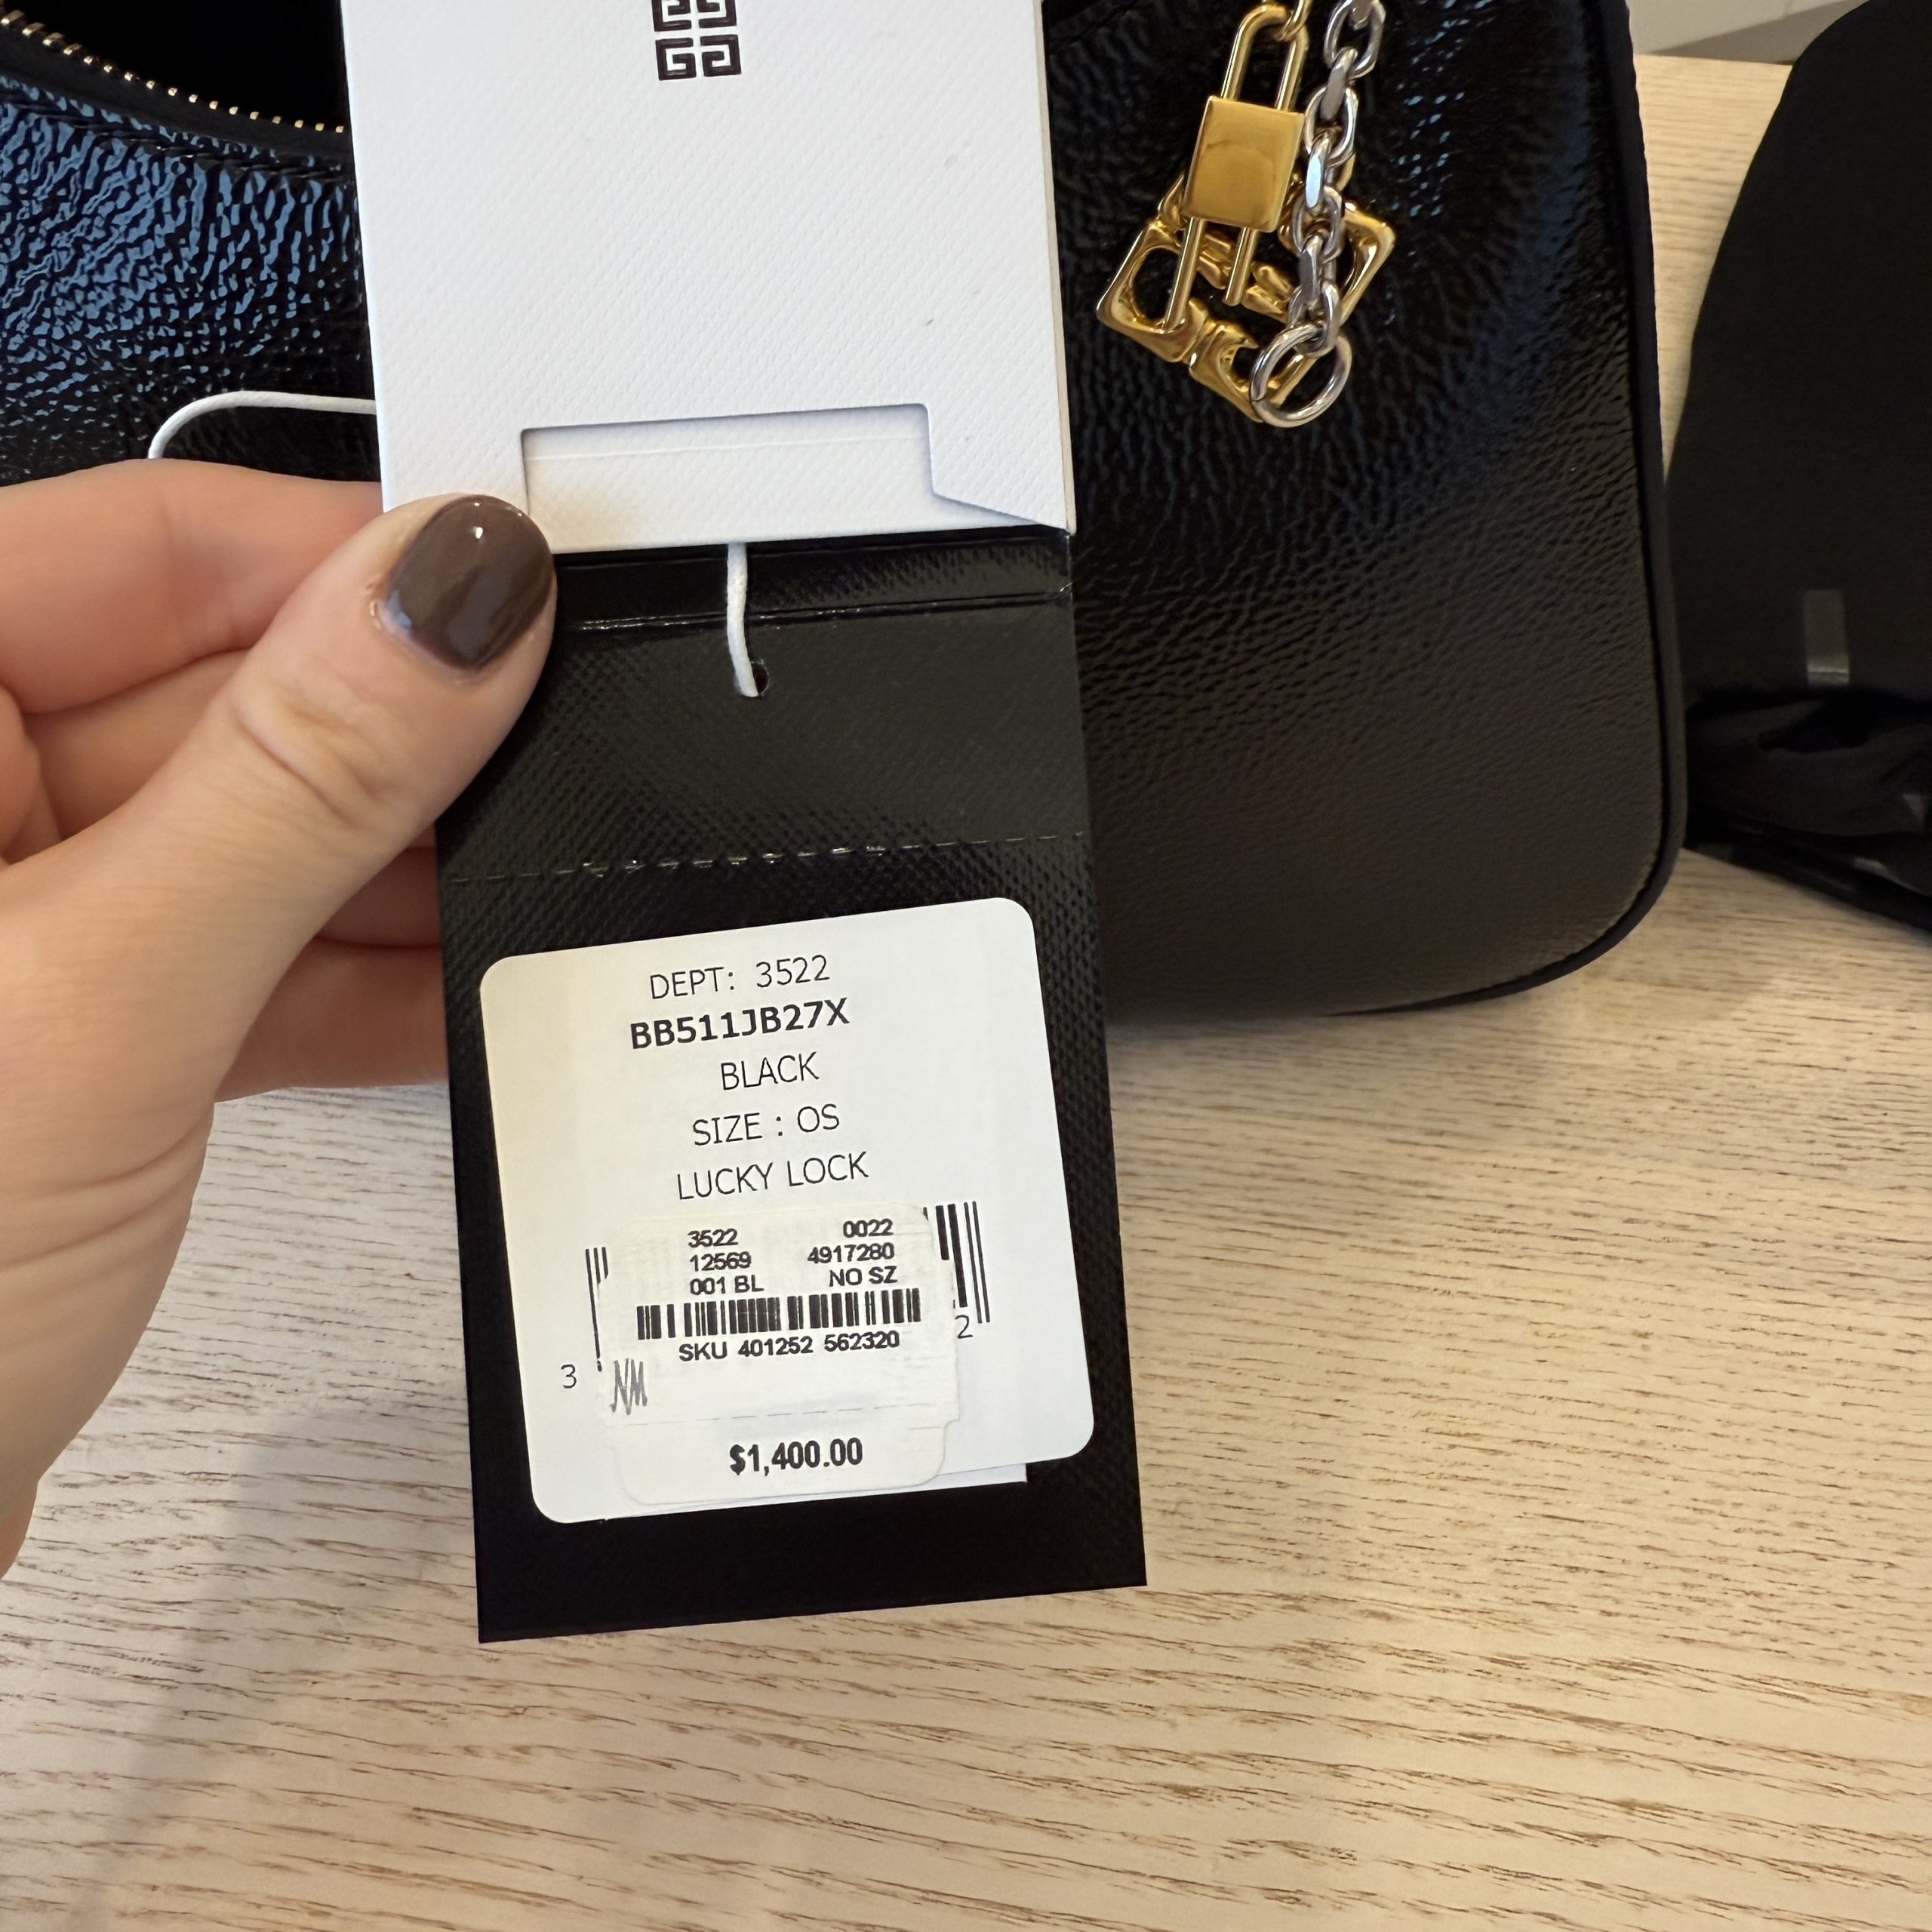 DEPT: 3522
BB511JB27X
BLACK
SIZE : OS
LUCKY LOCK
3522 0022
12569 4917280
001 BL NO SZ
SKU 401252 562320
3 2
NM
$1,400.00